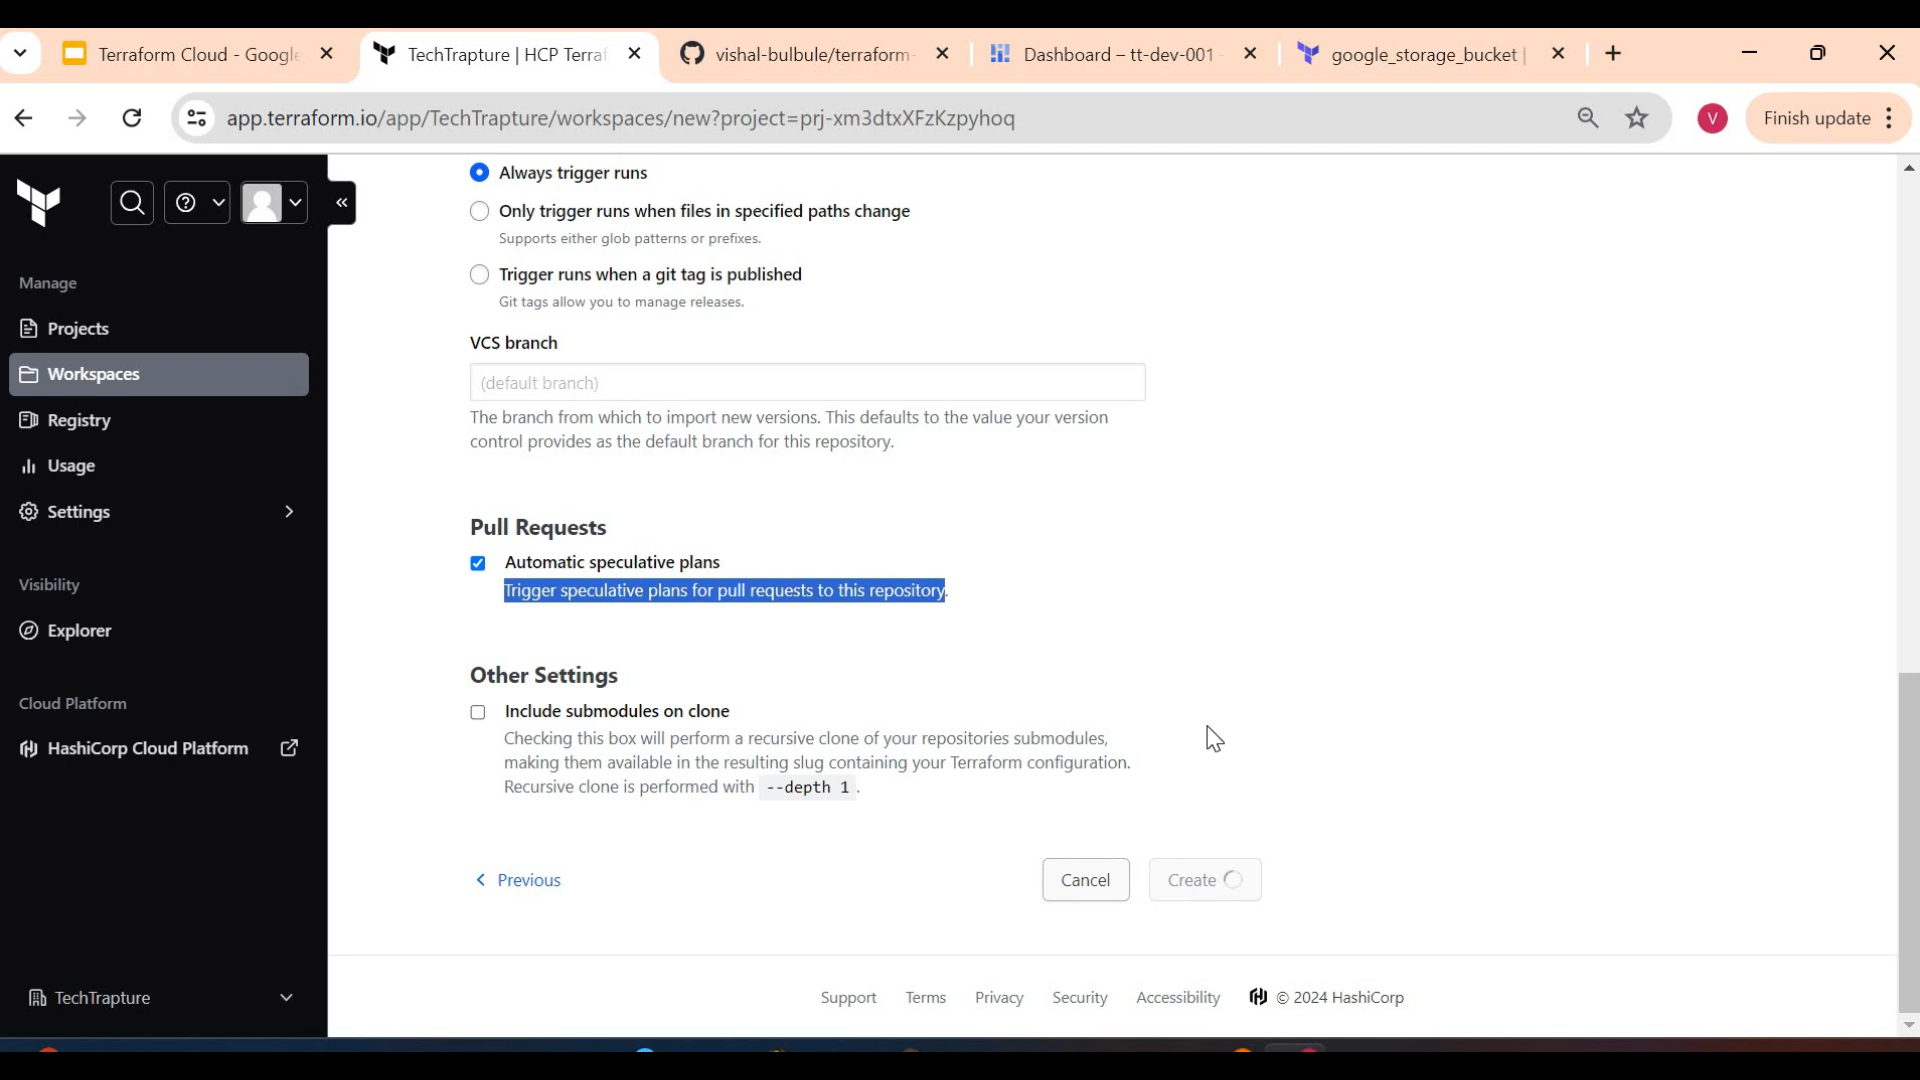 Terraform Cloud - Google
TechTrapture | HCP Terraf
vishal-bulbule/terraform-
Dashboard – tt-dev-001 -
google_storage_bucket |
app.terraform.io/app/TechTrapture/workspaces/new?project=prj-xm3dtxXFzKzpyhoq
V
Finish update
Manage
Projects
Workspaces
Registry
Usage
Settings
Visibility
Explorer
Cloud Platform
HashiCorp Cloud Platform
TechTrapture
Always trigger runs
Only trigger runs when files in specified paths change
Supports either glob patterns or prefixes.
Trigger runs when a git tag is published
Git tags allow you to manage releases.
VCS branch
(default branch)
The branch from which to import new versions. This defaults to the value your version
control provides as the default branch for this repository.
Pull Requests
Automatic speculative plans
Trigger speculative plans for pull requests to this repository.
Other Settings
Include submodules on clone
Checking this box will perform a recursive clone of your repositories submodules,
making them available in the resulting slug containing your Terraform configuration.
Recursive clone is performed with --depth 1 .
Previous
Cancel
Create
Support Terms Privacy Security Accessibility © 2024 HashiCorp